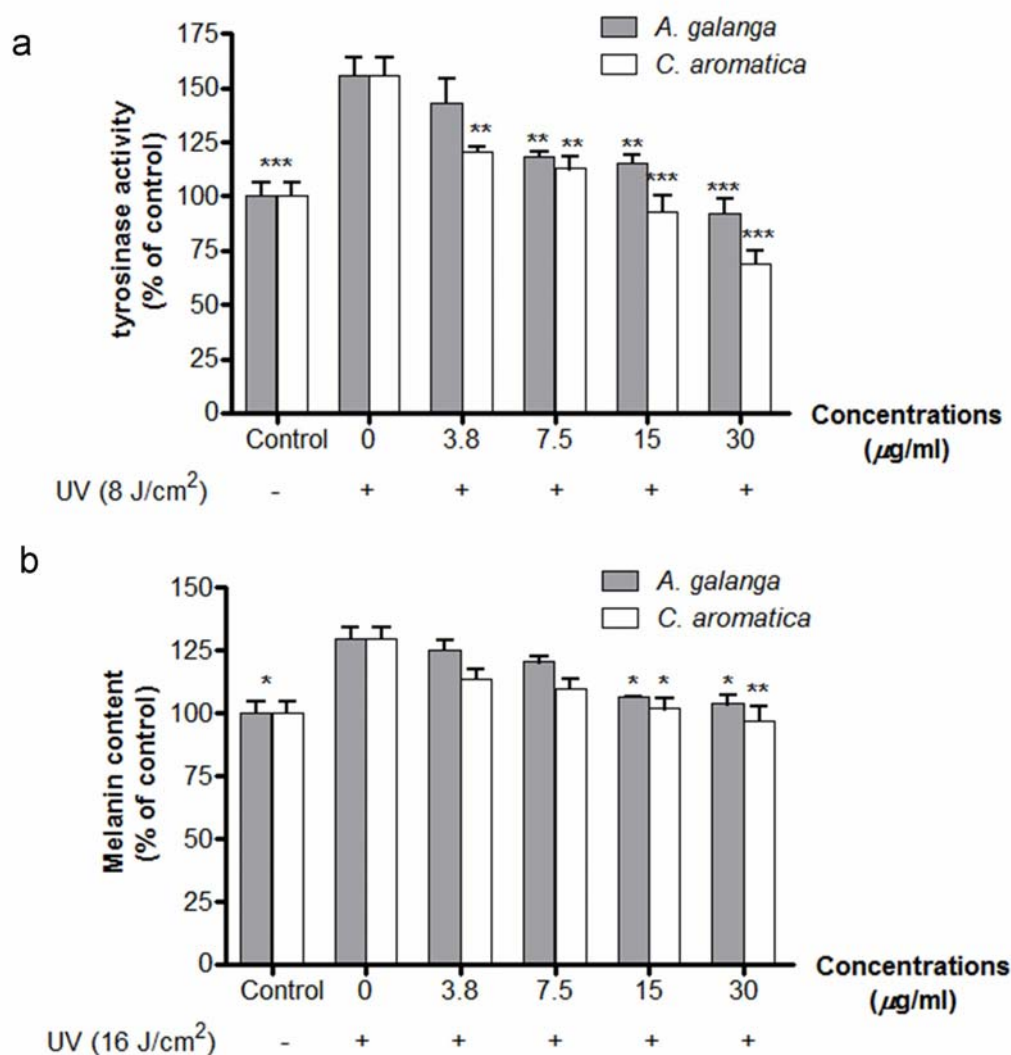 a
A. galanga
C. aromatica
tyrosinase activity
(% of control)
175
150
125
100
75
50
25
0
***
**
** **
** ***
*** ***
Control 0 3.8 7.5 15 30
Concentrations
(µg/ml)
UV (8 J/cm²) - + + + + +
b
A. galanga
C. aromatica
Melanin content
(% of control)
150
125
100
75
50
25
0
*
* *
* **
Control 0 3.8 7.5 15 30
Concentrations
(µg/ml)
UV (16 J/cm²) - + + + + +